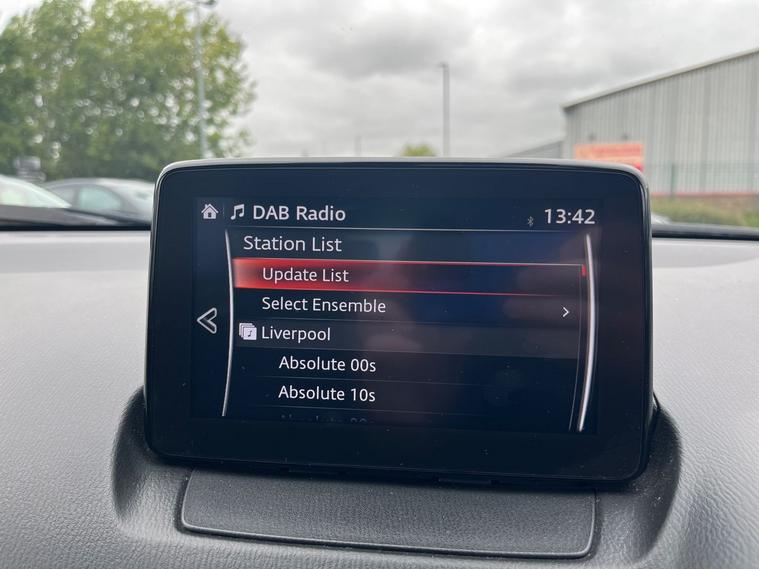 DAB Radio
13:42
Station List
Update List
Select Ensemble
Liverpool
Absolute 00s
Absolute 10s